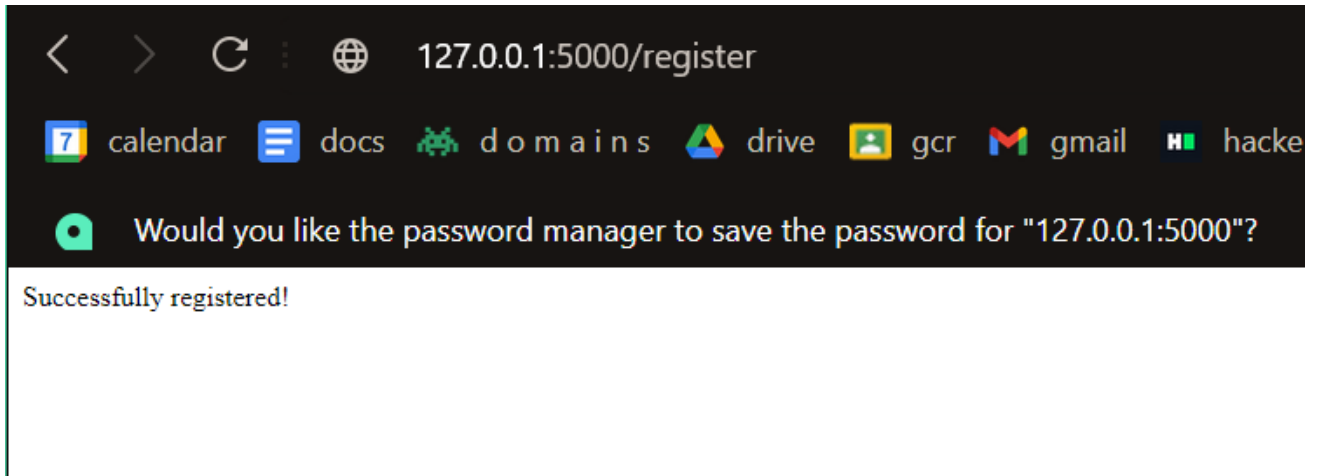 127.0.0.1:5000/register
7 calendar docs d o m a i n s drive gcr gmail H hacke
Would you like the password manager to save the password for "127.0.0.1:5000"?
Successfully registered!